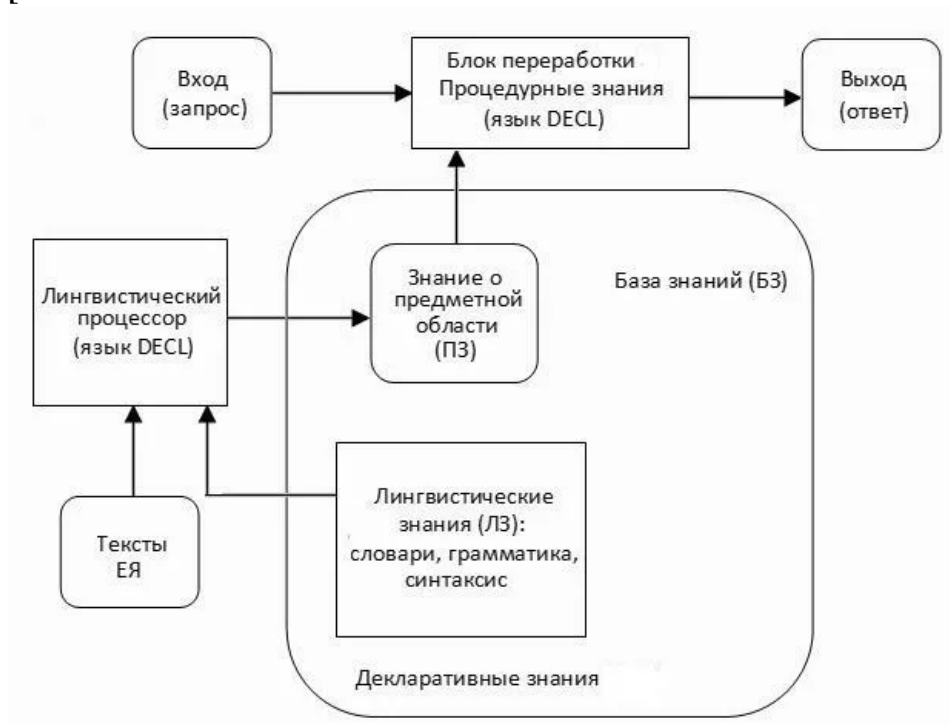 Вход
(запрос)
Блок переработки
Процедурные знания
(язык DECL)
Выход
(ответ)
Лингвистический
процессор
(язык DECL)
Знание о
предметной
области
(ПЗ)
База знаний (БЗ)
Тексты
ЕЯ
Лингвистические
знания (ЛЗ):
словари, грамматика,
синтаксис
Декларативные знания